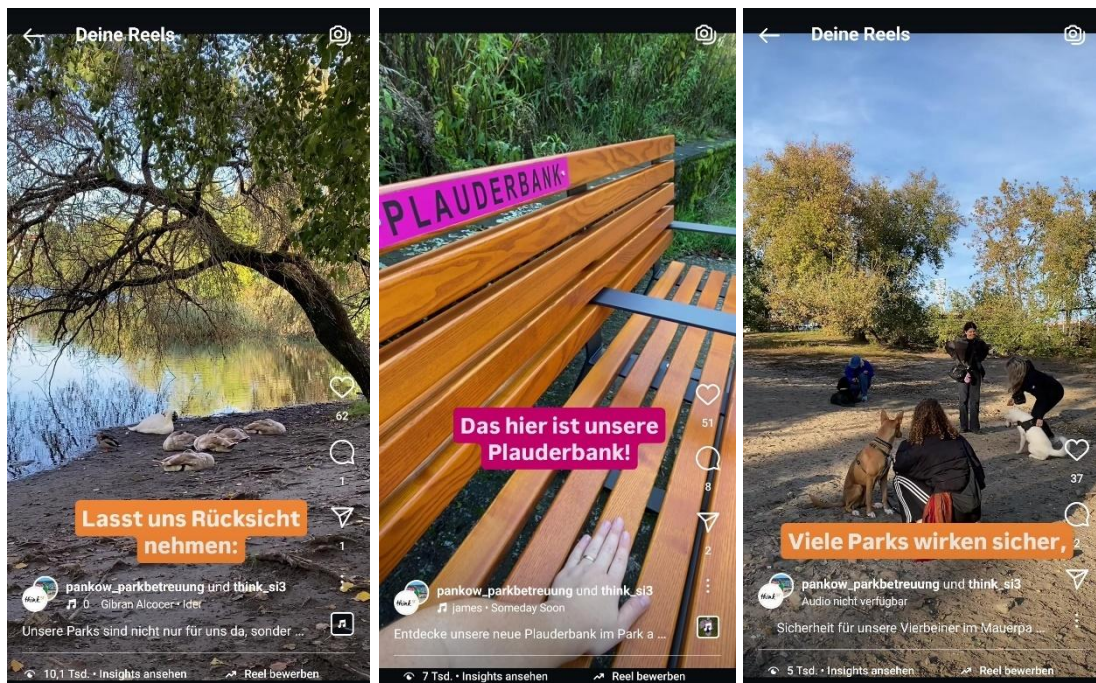 Deine Reels
62
1
Lasst uns Rücksicht
nehmen:
1
pankow_parkbetreuung und think_si3
0 Gibran Alcocer • Ider
Unsere Parks sind nicht nur für uns da, sonder ...
10,1 Tsd. • Insights ansehen
Reel bewerben
PLAUDERBANK
51
Das hier ist unsere
Plauderbank!
8
2
pankow_parkbetreuung und think_si3
james • Someday Soon
Entdecke unsere neue Plauderbank im Park a ...
7 Tsd. • Insights ansehen
Reel bewerben
Deine Reels
37
Viele Parks wirken sicher,
2
pankow_parkbetreuung und think_si3
Audio nicht verfügbar
Sicherheit für unsere Vierbeiner im Mauerpa ...
5 Tsd. • Insights ansehen
Reel bewerben